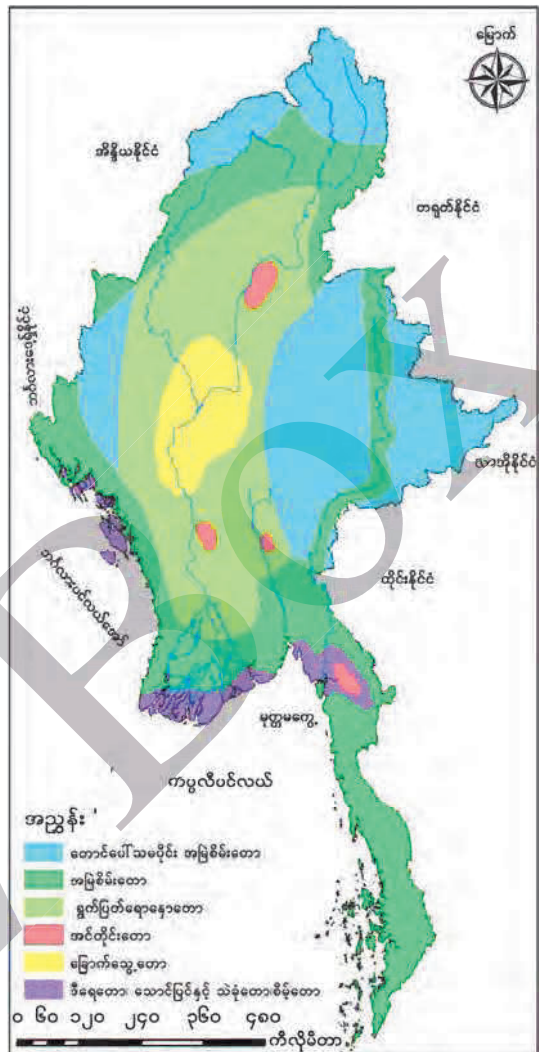 မြောက်
အိန္ဒိယနိုင်ငံ
တရုတ်နိုင်ငံ
ဘင်္ဂလားဒေ့ရှ်နိုင်ငံ
လာအိုနိုင်ငံ
ထိုင်းနိုင်ငံ
ဘင်္ဂလားပင်လယ်အော်
မုတ္တမကွေ့
ကပ္ပလီပင်လယ်
အညွှန်း
တောင်ပေါ်သမပိုင်း အမြဲစိမ်းတော
အမြဲစိမ်းတော
ရွက်ပြတ်ရောနှောတော
အင်တိုင်းတော
ခြောက်သွေ့တော
ဒီရေတော၊ သောင်ပြင်နှင့် သဲခုံတော၊စိမ့်တော
၀ ၆၀ ၁၂၀ ၂၄၀ ၃၆၀ ၄၈၀
ကီလိုမီတာ